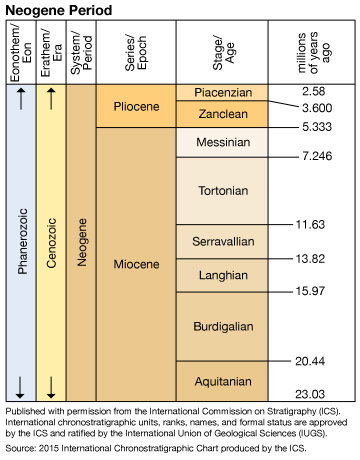 Neogene Period
Eonothem/
Eon
Erathem/
Era
System/
Period
Series/
Epoch
Stage/
Age
millions
of years
ago
Phanerozoic
Cenozoic
Neogene
Pliocene
Miocene
Piacenzian
Zanclean
Messinian
Tortonian
Serravallian
Langhian
Burdigalian
Aquitanian
2.58
3.600
5.333
7.246
11.63
13.82
15.97
20.44
23.03
Published with permission from the International Commission on Stratigraphy (ICS).
International chronostratigraphic units, ranks, names, and formal status are approved
by the ICS and ratified by the International Union of Geological Sciences (IUGS).
Source: 2015 International Chronostratigraphic Chart produced by the ICS.